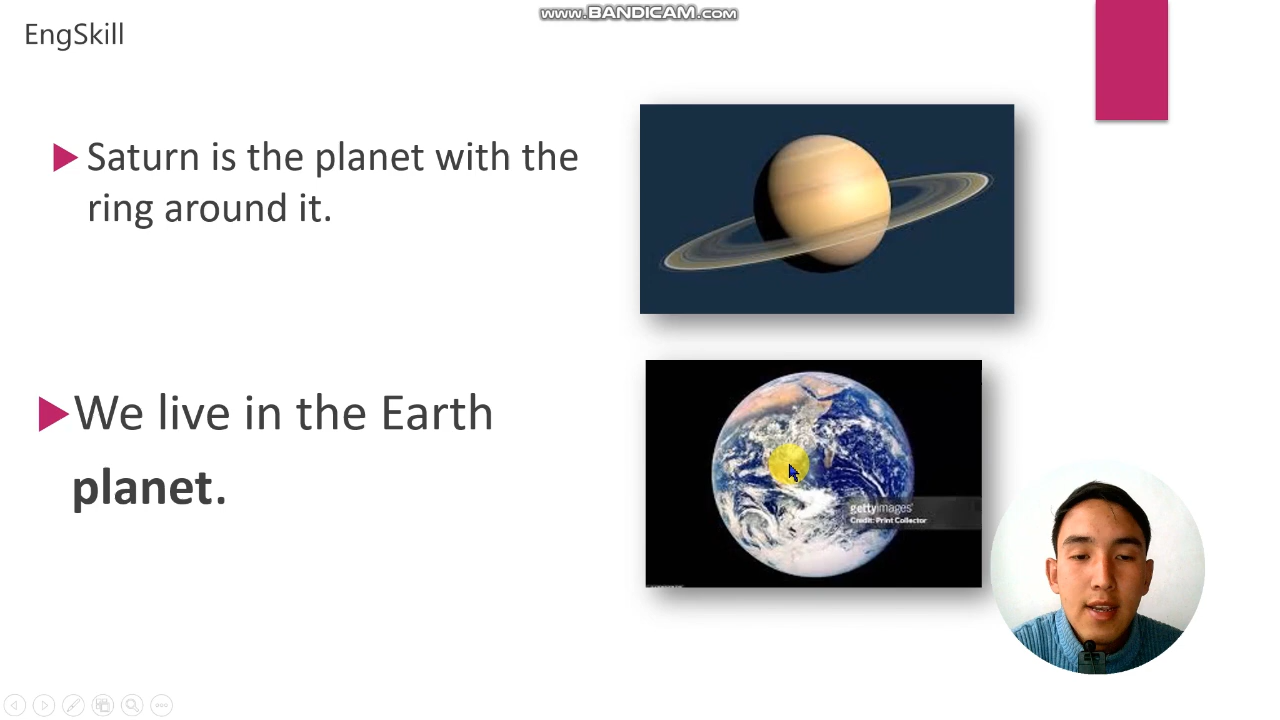 www.BANDICAM.com
EngSkill
Saturn is the planet with the
ring around it.
We live in the Earth
planet.
gettyimages
Credit: Print Collector